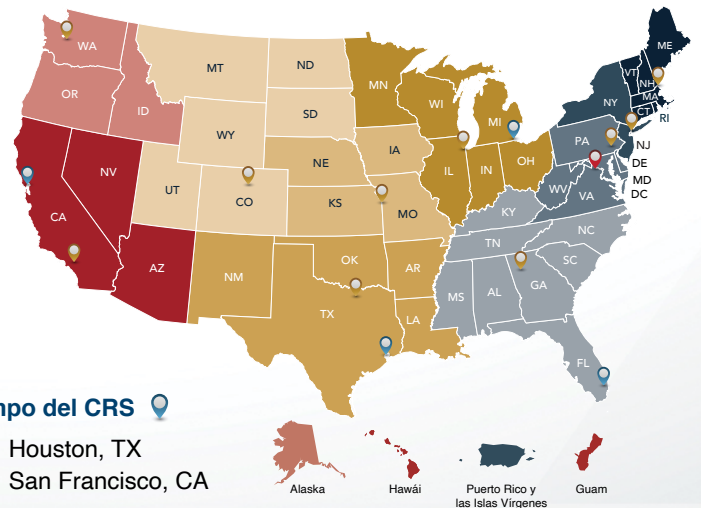 WA
ME
MT
ND
VT
MN
OR
NH
ID
WI
SD
NY
MA
MI
CT
RI
WY
IA
PA
NJ
NE
OH
NV
IL
IN
DE
UT
MD
CO
WV
VA
DC
KS
MO
CA
KY
NC
TN
OK
AZ
AR
SC
NM
MS
AL
GA
TX
LA
FL
mpo del CRS
Houston, TX
San Francisco, CA
Alaska
Hawái
Puerto Rico y
las Islas Vírgenes
Guam